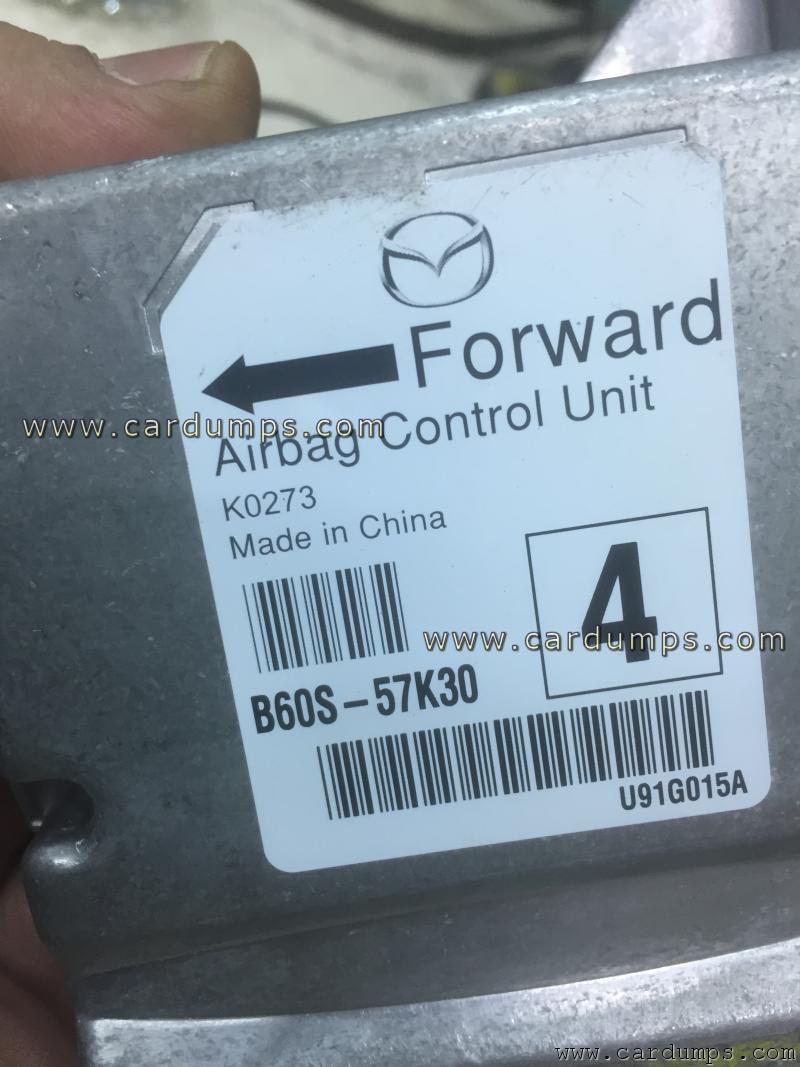 Forward
www.cardumps.com
Airbag Control Unit
K0273
Made in China
4
www.cardumps.com
B60S-57K30
U91G015A
www.cardumps.com